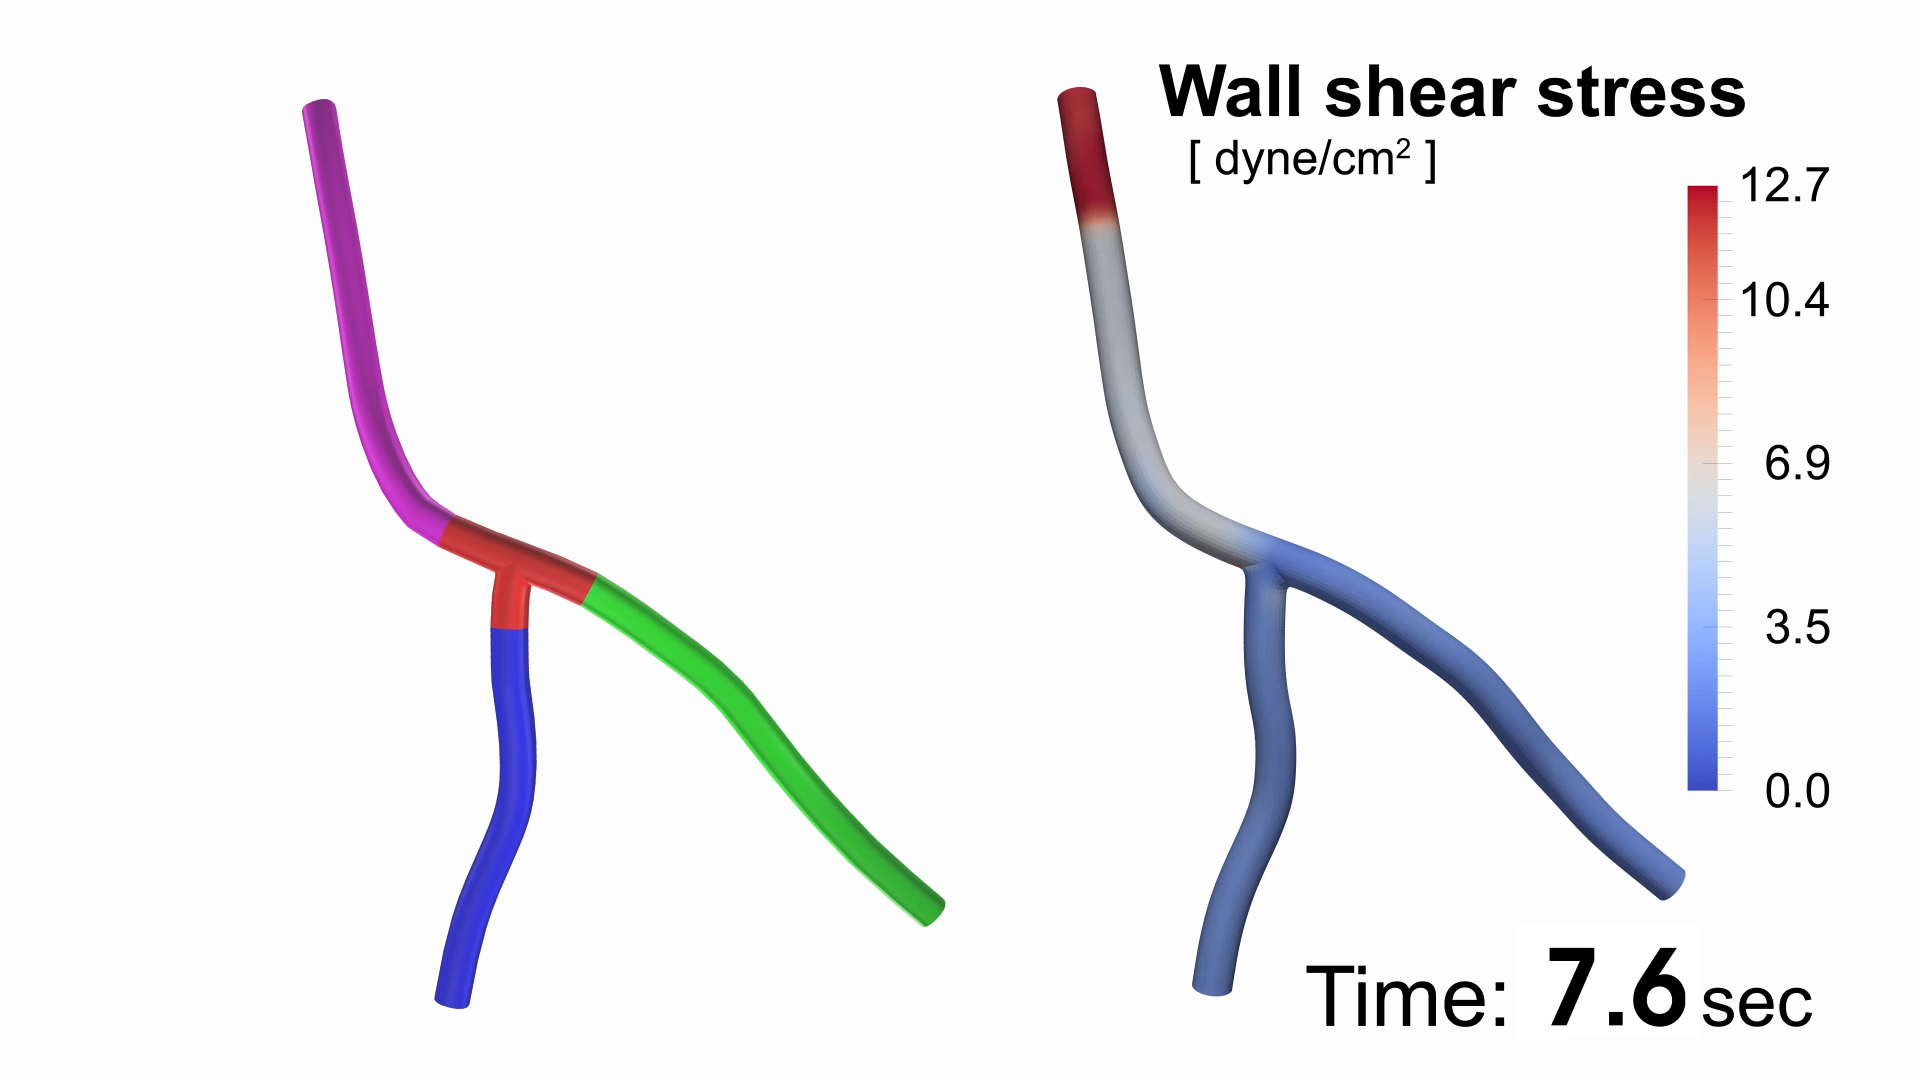 Wall shear stress
[ dyne/cm² ]
12.7
10.4
6.9
3.5
0.0
Time: 7.6 sec